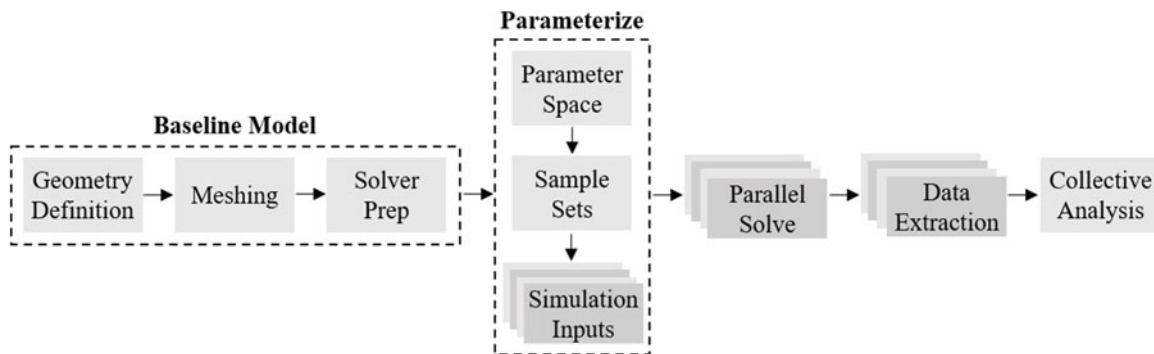 Baseline Model
Geometry
Definition
Meshing
Solver
Prep
Parameterize
Parameter
Space
Sample
Sets
Simulation
Inputs
Parallel
Solve
Data
Extraction
Collective
Analysis